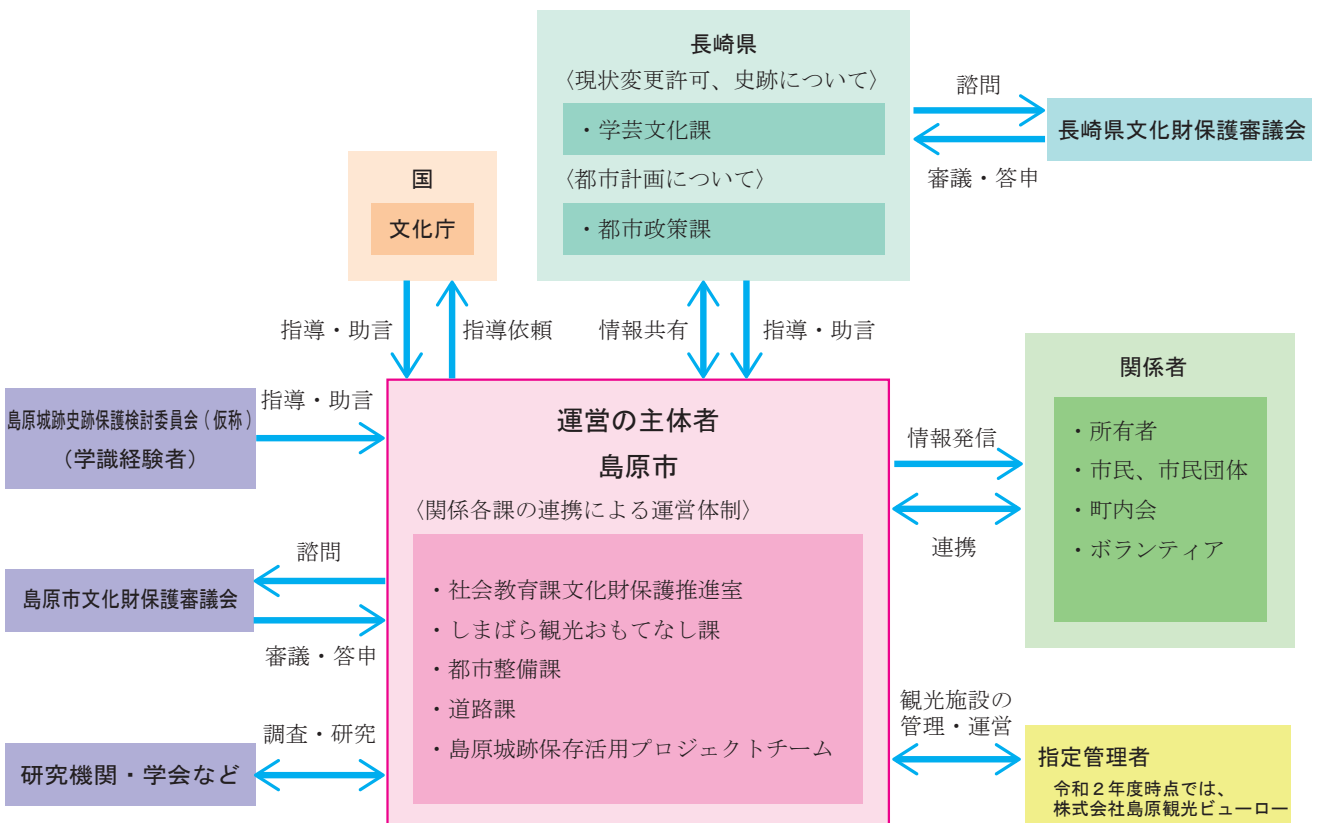 長崎県
〈現状変更許可、史跡について〉
・学芸文化課
〈都市計画について〉
・都市政策課
諮問
審議・答申
長崎県文化財保護審議会
国
文化庁
指導・助言
指導依頼
情報共有
指導・助言
島原城跡史跡保護検討委員会(仮称)
(学識経験者)
指導・助言
島原市文化財保護審議会
諮問
審議・答申
研究機関・学会など
調査・研究
運営の主体者
島原市
〈関係各課の連携による運営体制〉
・社会教育課文化財保護推進室
・しまばら観光おもてなし課
・都市整備課
・道路課
・島原城跡保存活用プロジェクトチーム
情報発信
連携
関係者
・所有者
・市民、市民団体
・町内会
・ボランティア
観光施設の
管理・運営
指定管理者
令和2年度時点では、
株式会社島原観光ビューロー